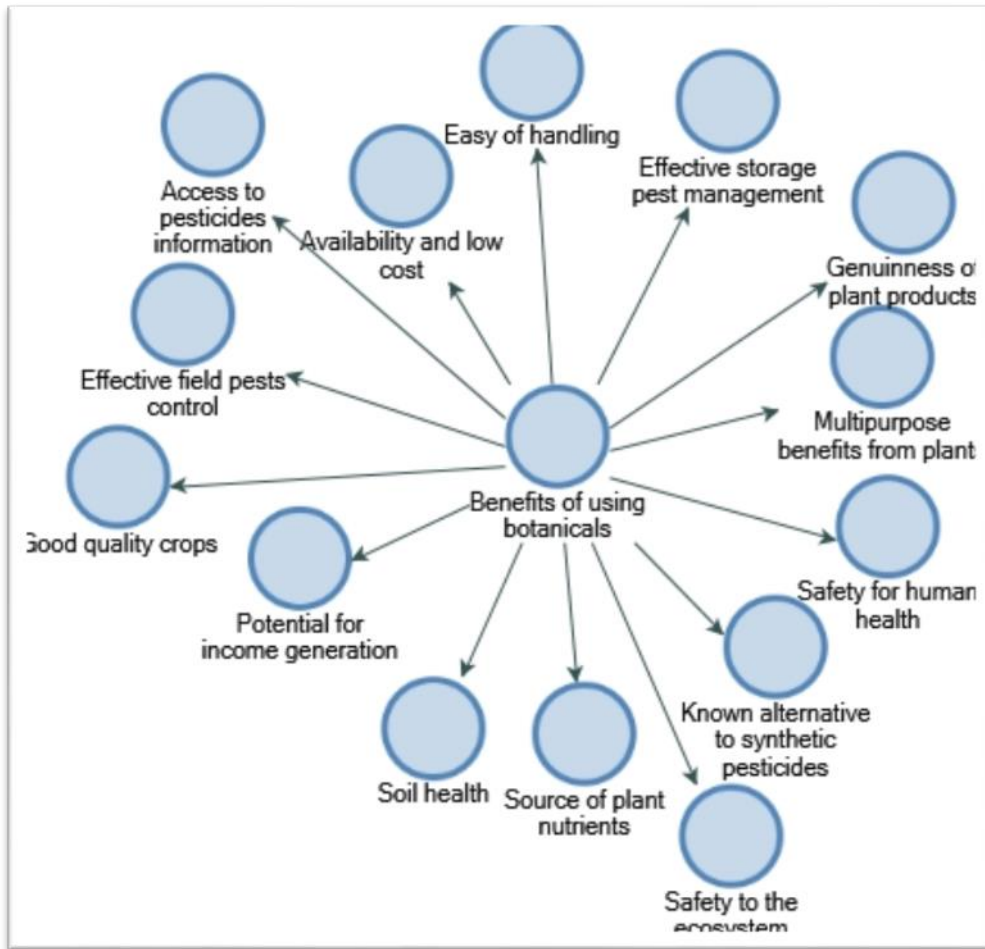 Easy of handling
Effective storage
pest management
Access to
pesticides
information
Availability and low
cost
Genuinness of
plant products
Effective field pests
control
Multipurpose
benefits from plant
Good quality crops
Benefits of using
botanicals
Safety for human
health
Potential for
income generation
Known alternative
to synthetic
pesticides
Soil health
Source of plant
nutrients
Safety to the
ecosystem